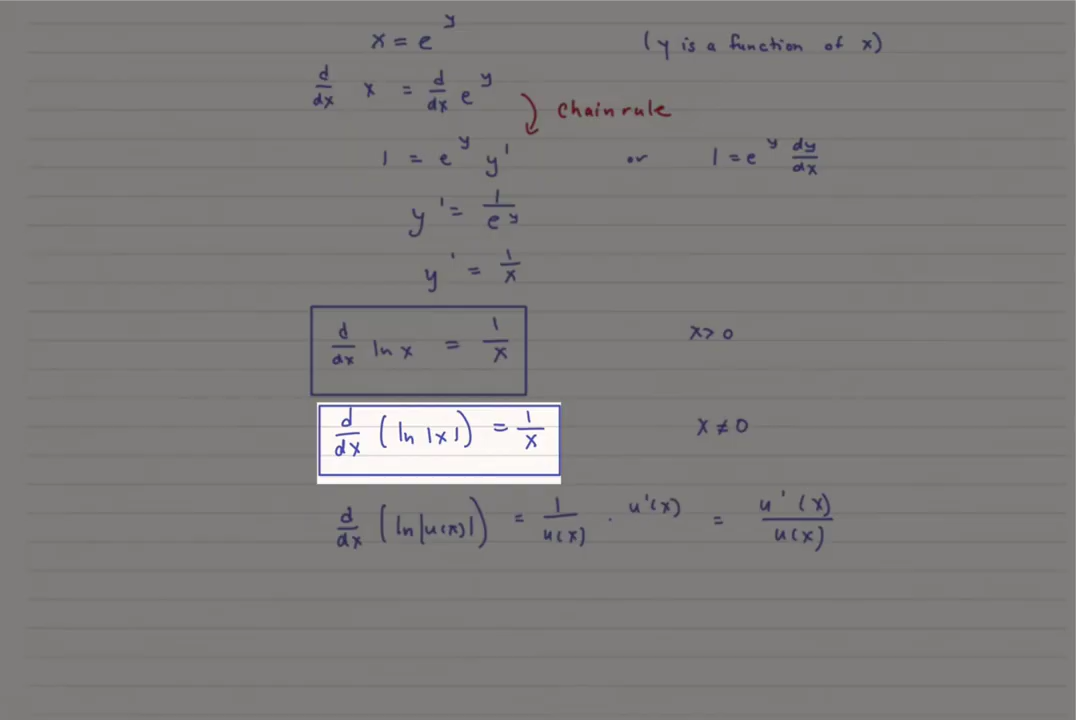 x = e^y (y is a function of x)
d/dx x = d/dx e^y
chain rule
1 = e^y y' or 1 = e^y dy/dx
y' = 1/e^y
y' = 1/x
d/dx ln x = 1/x x > 0
d/dx (ln |x|) = 1/x x ≠ 0
d/dx (ln |u(x)|) = 1/u(x) · u'(x) = u'(x)/u(x)